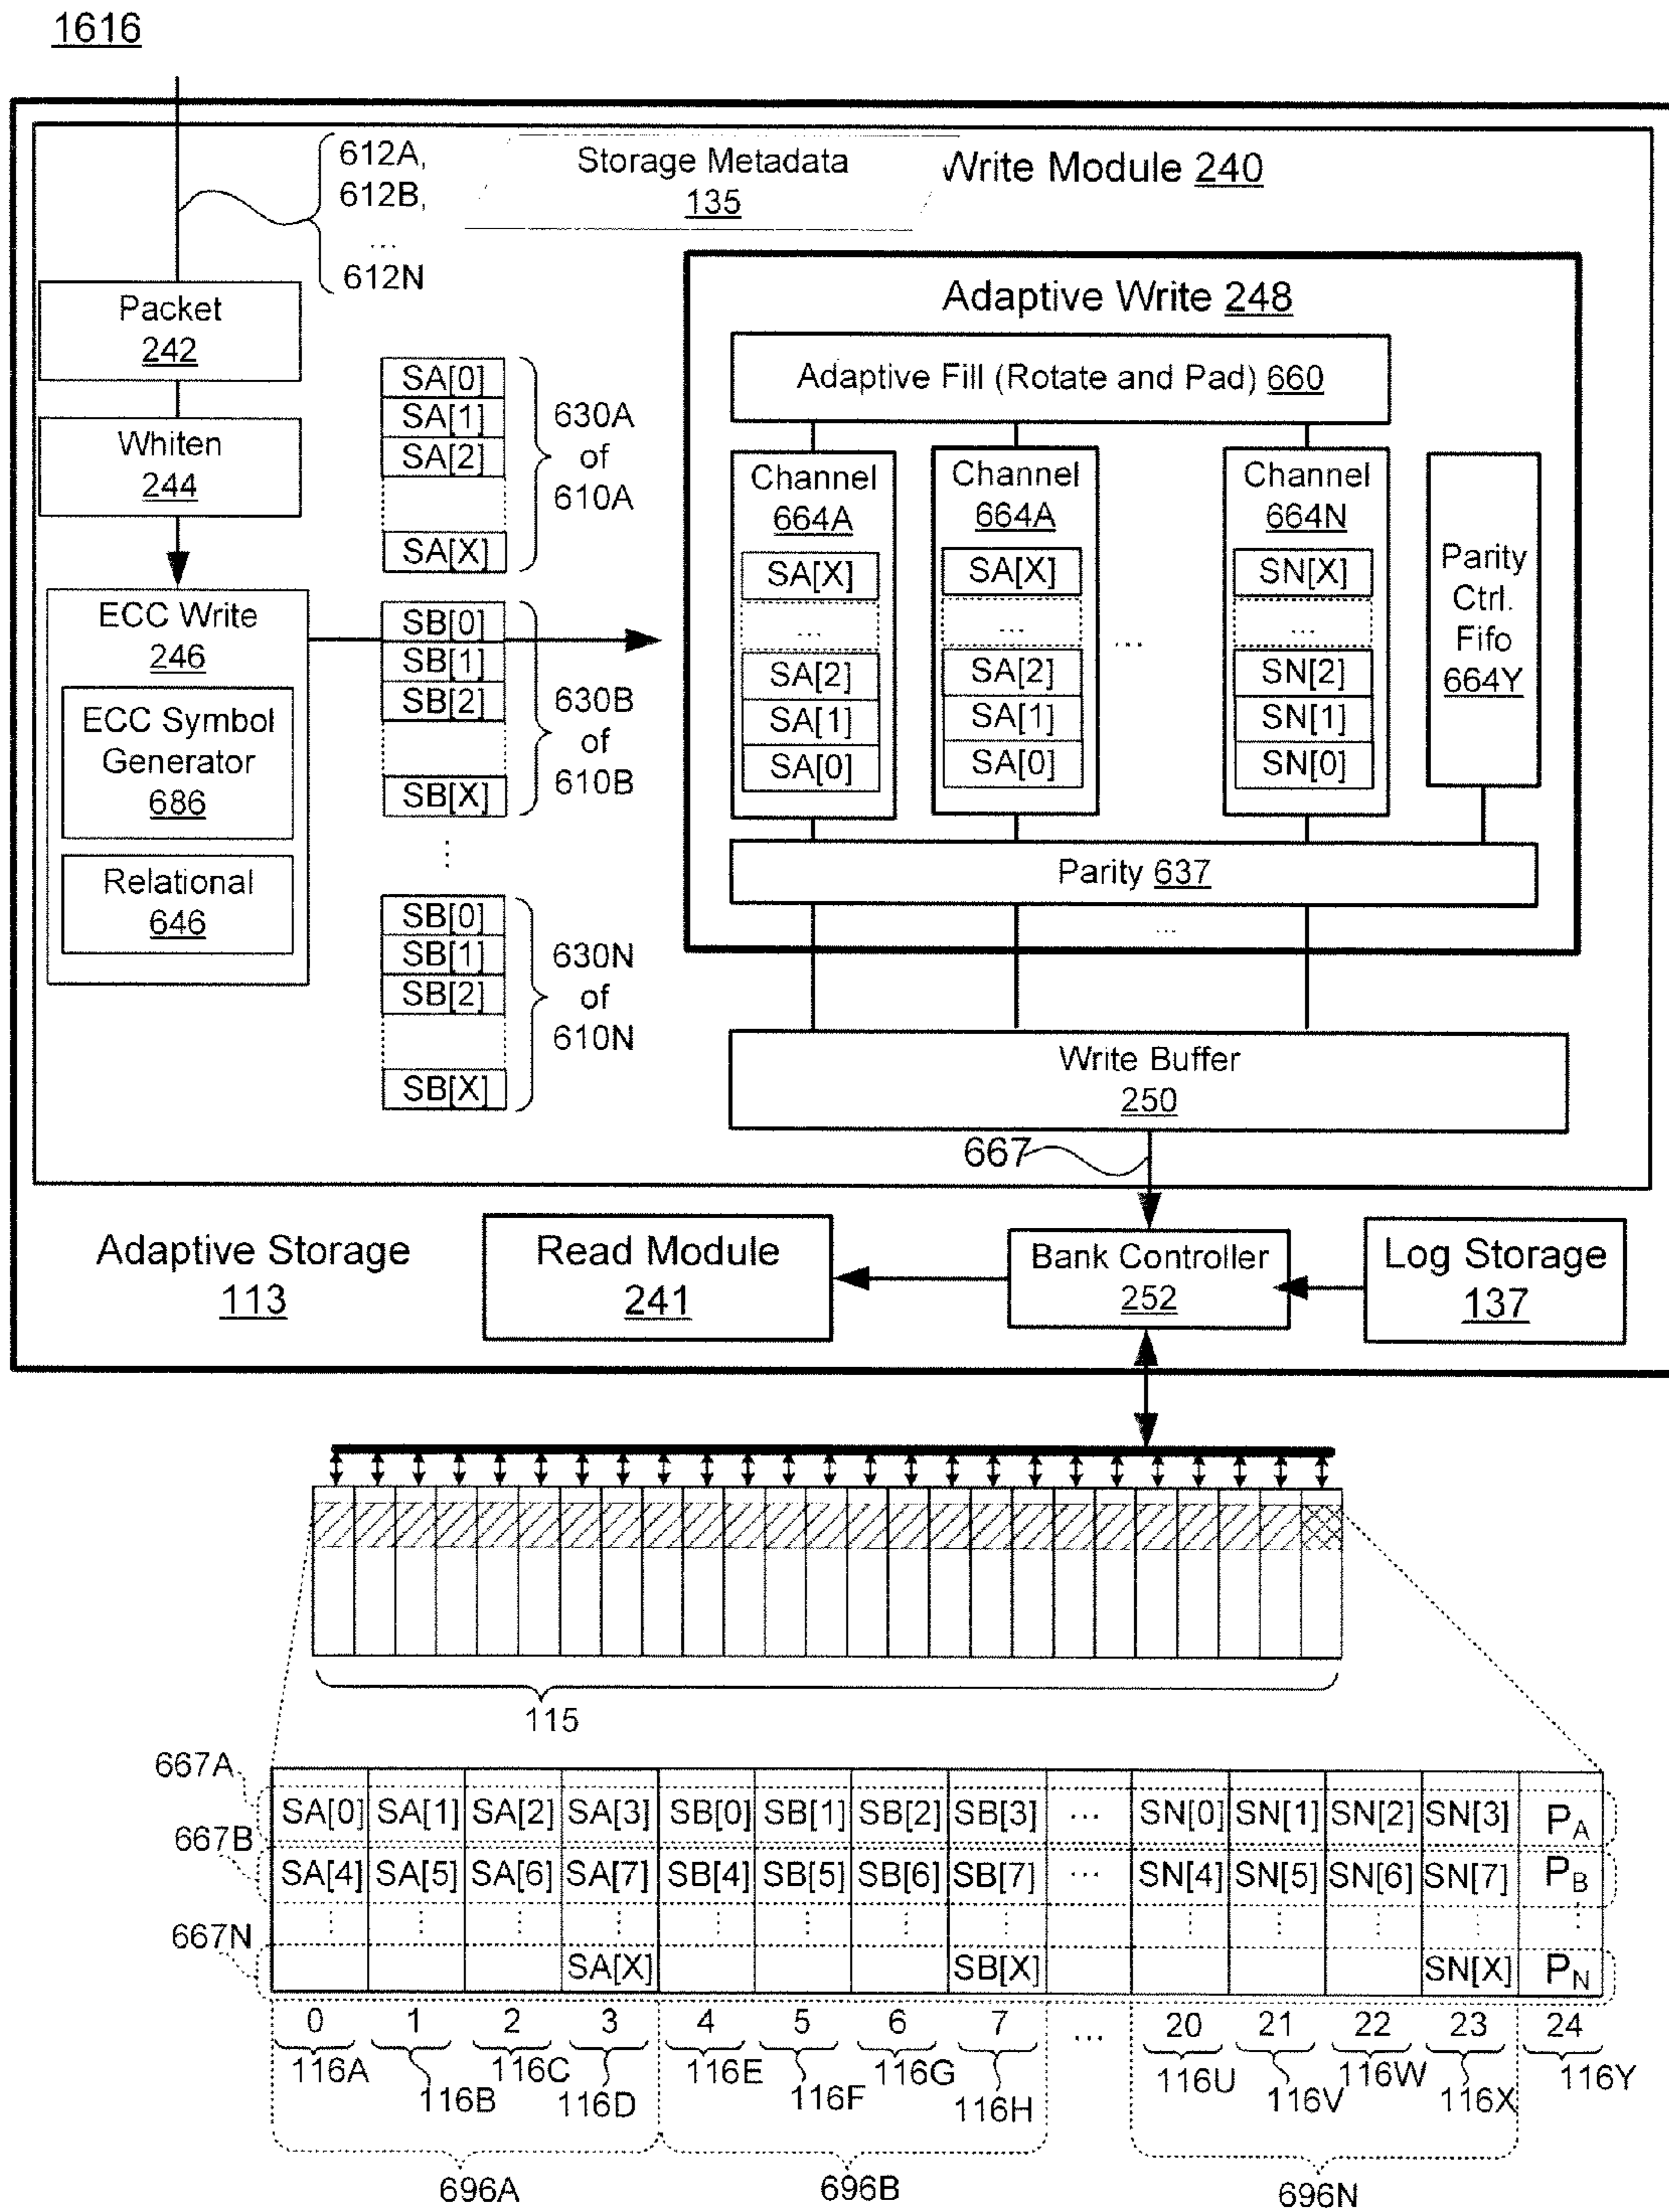 1616
612A,
612B,
...
612N
Storage Metadata
135
Write Module 240
Packet
242
Whiten
244
ECC Write
246
ECC Symbol
Generator
686
Relational
646
SA[0]
SA[1]
SA[2]
SA[X]
630A
of
610A
SB[0]
SB[1]
SB[2]
SB[X]
630B
of
610B
⋮
SB[0]
SB[1]
SB[2]
SB[X]
630N
of
610N
Adaptive Write 248
Adaptive Fill (Rotate and Pad) 660
Channel
664A
SA[X]
...
SA[2]
SA[1]
SA[0]
Channel
664A
SA[X]
...
SA[2]
SA[1]
SA[0]
...
Channel
664N
SN[X]
...
SN[2]
SN[1]
SN[0]
Parity
Ctrl.
Fifo
664Y
Parity 637
...
Write Buffer
250
667
Adaptive Storage
113
Read Module
241
Bank Controller
252
Log Storage
137
115
667A
SA[0] SA[1] SA[2] SA[3] SB[0] SB[1] SB[2] SB[3] ... SN[0] SN[1] SN[2] SN[3] PA
667B
SA[4] SA[5] SA[6] SA[7] SB[4] SB[5] SB[6] SB[7] ... SN[4] SN[5] SN[6] SN[7] PB
⋮ ⋮ ⋮ ⋮ ⋮ ⋮ ⋮ ⋮ ⋮ ⋮ ⋮ ⋮ ⋮
667N
SA[X] SB[X] SN[X] PN
0 1 2 3 4 5 6 7 ... 20 21 22 23 24
116A 116C 116E 116G 116U 116W 116Y
116B 116D 116F 116H 116V 116X
696A 696B 696N